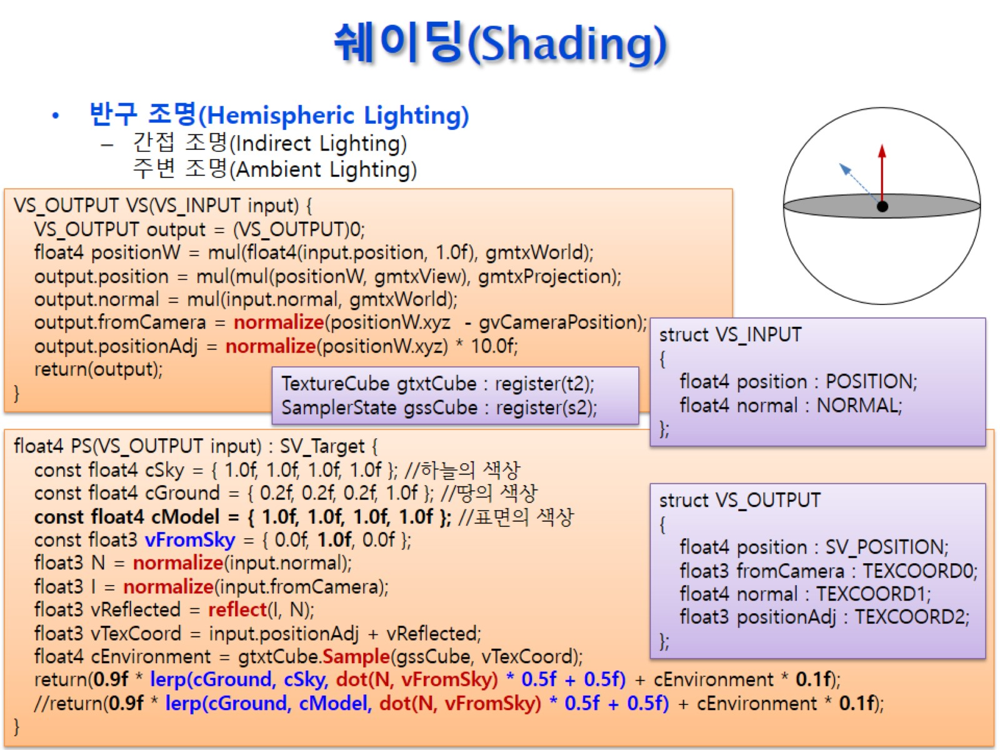 쉐이딩(Shading)
• 반구 조명(Hemispheric Lighting)
– 간접 조명(Indirect Lighting)
주변 조명(Ambient Lighting)
VS_OUTPUT VS(VS_INPUT input) {
VS_OUTPUT output = (VS_OUTPUT)0;
float4 positionW = mul(float4(input.position, 1.0f), gmtxWorld);
output.position = mul(mul(positionW, gmtxView), gmtxProjection);
output.normal = mul(input.normal, gmtxWorld);
output.fromCamera = normalize(positionW.xyz - gvCameraPosition);
output.positionAdj = normalize(positionW.xyz) * 10.0f;
return(output);
}
TextureCube gtxtCube : register(t2);
SamplerState gssCube : register(s2);
struct VS_INPUT
{
float4 position : POSITION;
float4 normal : NORMAL;
};
float4 PS(VS_OUTPUT input) : SV_Target {
const float4 cSky = { 1.0f, 1.0f, 1.0f, 1.0f }; //하늘의 색상
const float4 cGround = { 0.2f, 0.2f, 0.2f, 1.0f }; //땅의 색상
const float4 cModel = { 1.0f, 1.0f, 1.0f, 1.0f }; //표면의 색상
const float3 vFromSky = { 0.0f, 1.0f, 0.0f };
float3 N = normalize(input.normal);
float3 I = normalize(input.fromCamera);
float3 vReflected = reflect(I, N);
float3 vTexCoord = input.positionAdj + vReflected;
float4 cEnvironment = gtxtCube.Sample(gssCube, vTexCoord);
return(0.9f * lerp(cGround, cSky, dot(N, vFromSky) * 0.5f + 0.5f) + cEnvironment * 0.1f);
//return(0.9f * lerp(cGround, cModel, dot(N, vFromSky) * 0.5f + 0.5f) + cEnvironment * 0.1f);
}
struct VS_OUTPUT
{
float4 position : SV_POSITION;
float3 fromCamera : TEXCOORD0;
float4 normal : TEXCOORD1;
float3 positionAdj : TEXCOORD2;
};